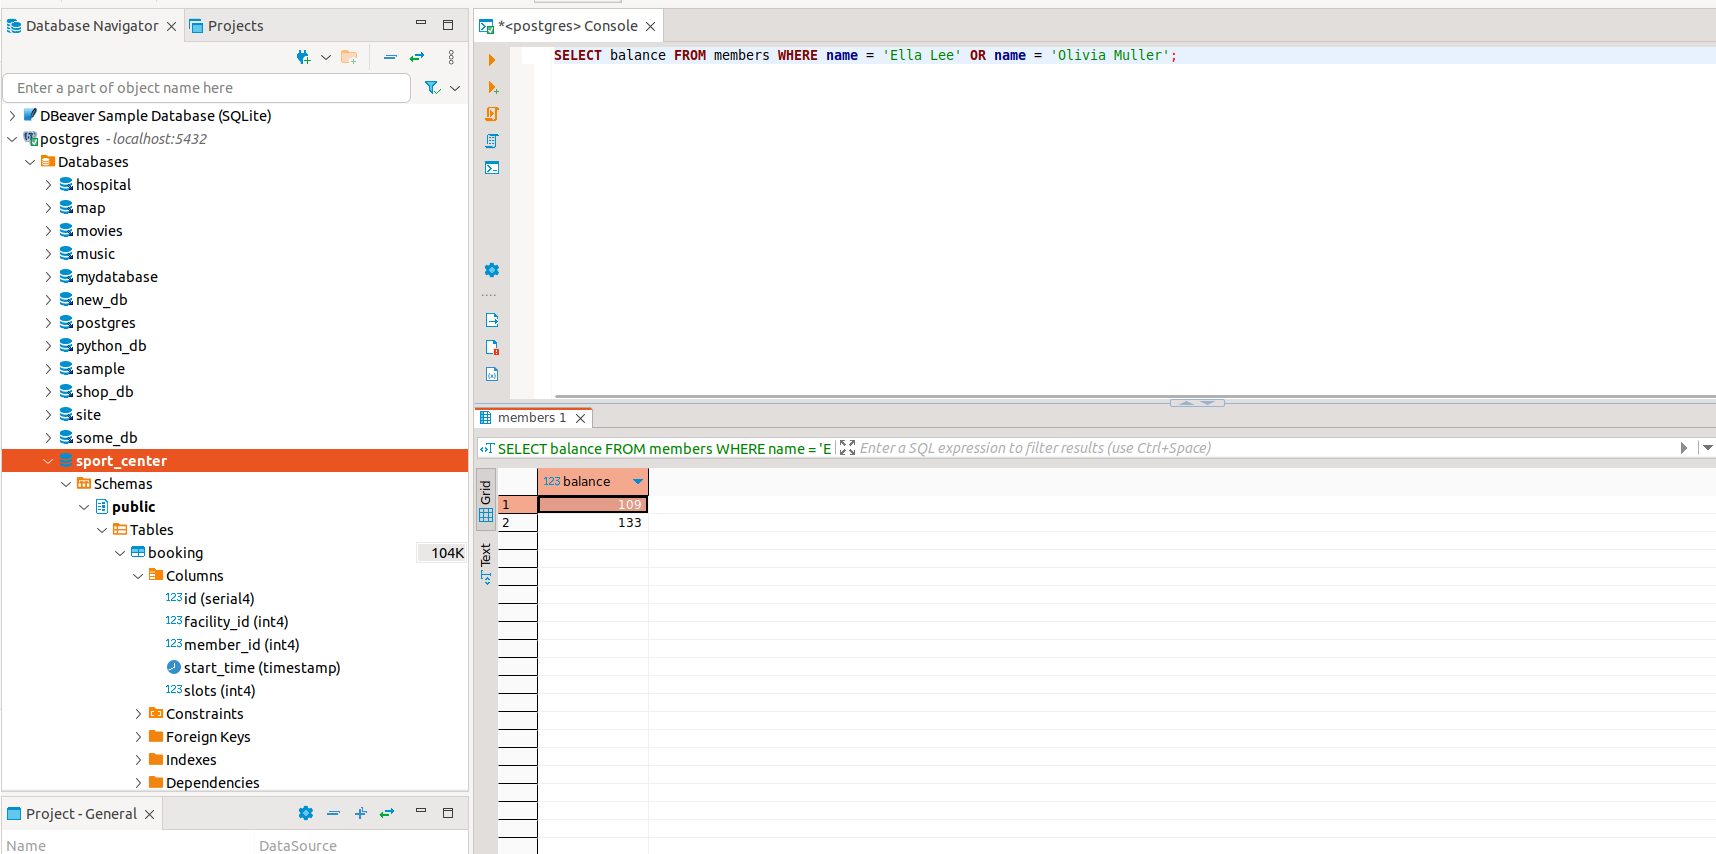 Database Navigator
Projects
Enter a part of object name here
DBeaver Sample Database (SQLite)
postgres - localhost:5432
Databases
hospital
map
movies
music
mydatabase
new_db
postgres
python_db
sample
shop_db
site
some_db
sport_center
Schemas
public
Tables
booking 104K
Columns
123 id (serial4)
123 facility_id (int4)
123 member_id (int4)
start_time (timestamp)
123 slots (int4)
Constraints
Foreign Keys
Indexes
Dependencies
Project - General
Name DataSource
*<postgres> Console
SELECT balance FROM members WHERE name = 'Ella Lee' OR name = 'Olivia Muller';
members 1
SELECT balance FROM members WHERE name = 'E
Enter a SQL expression to filter results (use Ctrl+Space)
Grid
Text
123 balance
1 109
2 133